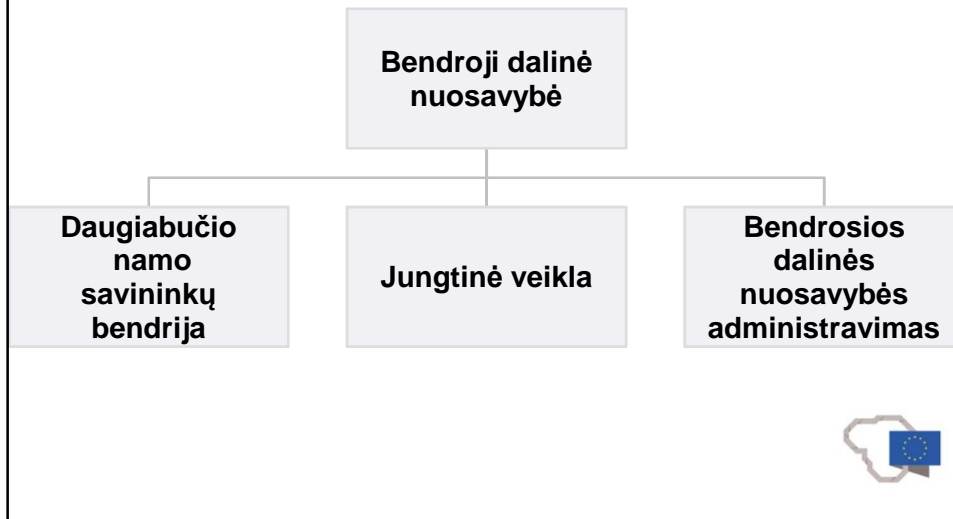 Bendroji dalinė
nuosavybė
Daugiabučio
namo
savininkų
bendrija
Jungtinė veikla
Bendrosios
dalinės
nuosavybės
administravimas